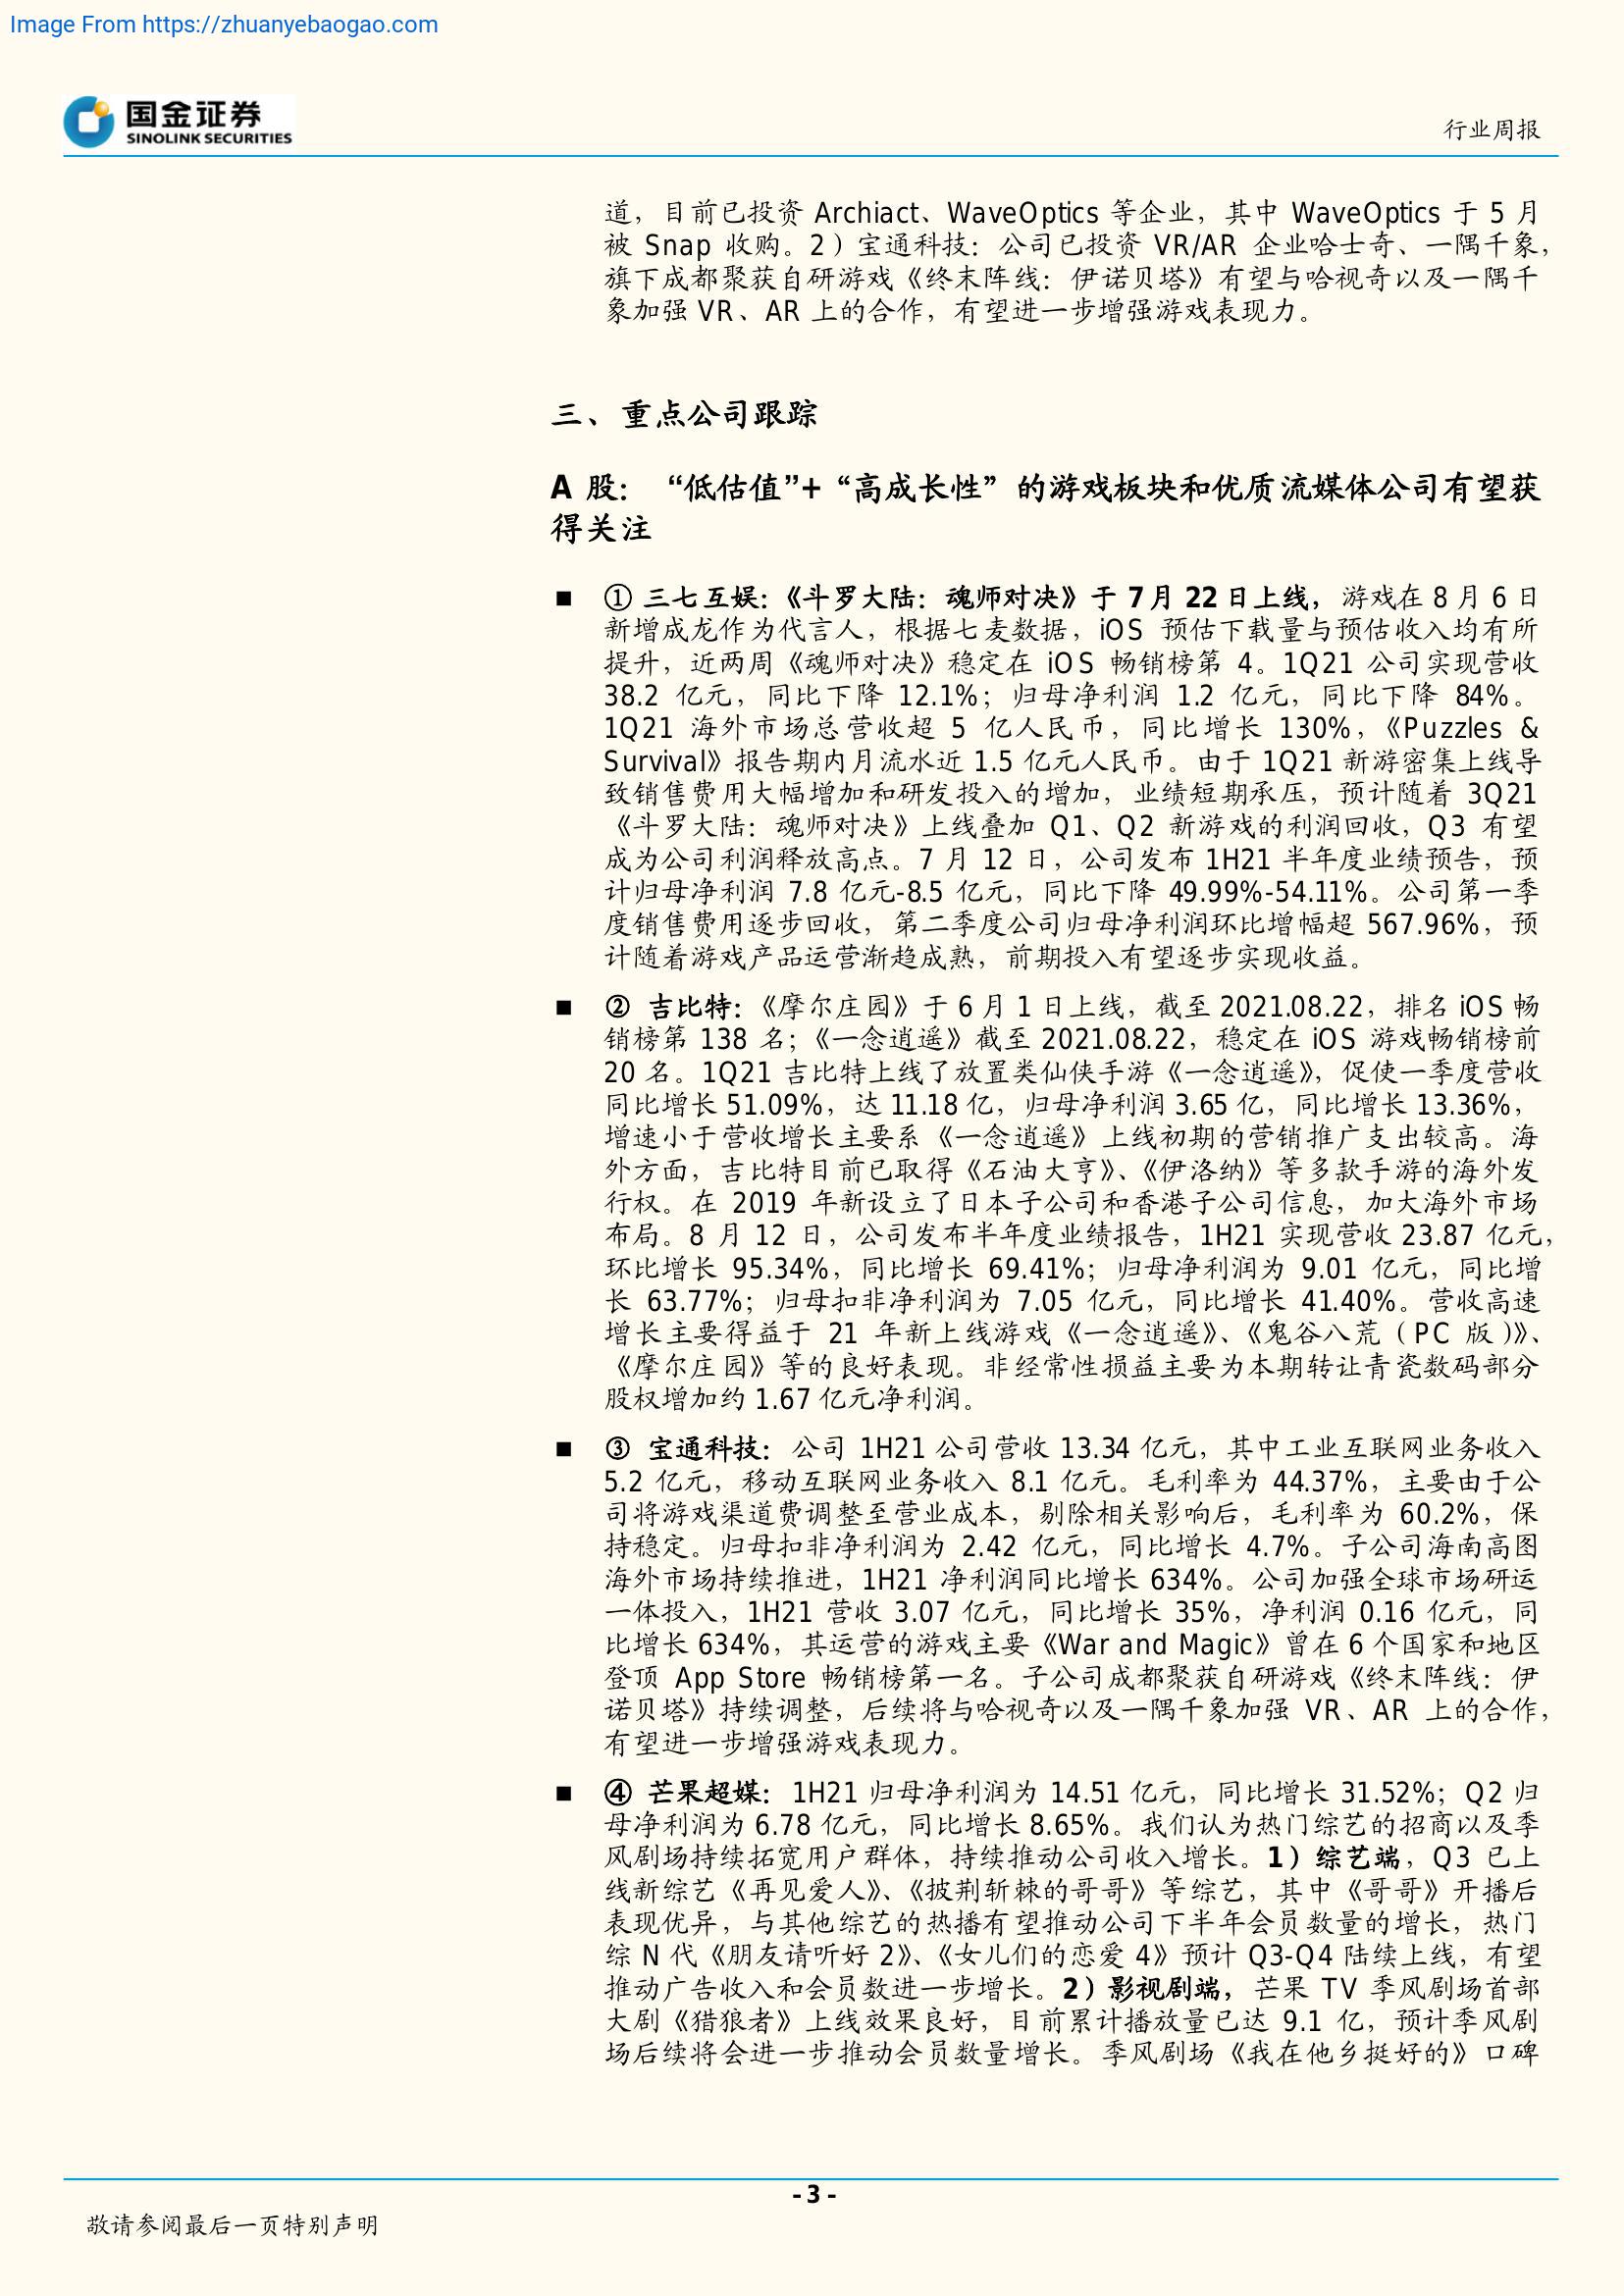 Image From https://zhuanyebaogao.com
国金证券
SINOLINK SECURITIES
行业周报
道，目前已投资 Archiact、WaveOptics 等企业，其中 WaveOptics 于 5 月
被 Snap 收购。2）宝通科技：公司已投资 VR/AR 企业哈士奇、一隅千象，
旗下成都聚获自研游戏《终末阵线：伊诺贝塔》有望与哈视奇以及一隅千
象加强 VR、AR 上的合作，有望进一步增强游戏表现力。
三、重点公司跟踪
A 股：“低估值”+“高成长性”的游戏板块和优质流媒体公司有望获
得关注
■ ① 三七互娱：《斗罗大陆：魂师对决》于 7 月 22 日上线，游戏在 8 月 6 日
新增成龙作为代言人，根据七麦数据，iOS 预估下载量与预估收入均有所
提升，近两周《魂师对决》稳定在 iOS 畅销榜第 4。1Q21 公司实现营收
38.2 亿元，同比下降 12.1%；归母净利润 1.2 亿元，同比下降 84%。
1Q21 海外市场总营收超 5 亿人民币，同比增长 130%，《Puzzles &
Survival》报告期内月流水近 1.5 亿元人民币。由于 1Q21 新游密集上线导
致销售费用大幅增加和研发投入的增加，业绩短期承压，预计随着 3Q21
《斗罗大陆：魂师对决》上线叠加 Q1、Q2 新游戏的利润回收，Q3 有望
成为公司利润释放高点。7 月 12 日，公司发布 1H21 半年度业绩预告，预
计归母净利润 7.8 亿元-8.5 亿元，同比下降 49.99%-54.11%。公司第一季
度销售费用逐步回收，第二季度公司归母净利润环比增幅超 567.96%，预
计随着游戏产品运营渐趋成熟，前期投入有望逐步实现收益。
■ ② 吉比特：《摩尔庄园》于 6 月 1 日上线，截至 2021.08.22，排名 iOS 畅
销榜第 138 名；《一念逍遥》截至 2021.08.22，稳定在 iOS 游戏畅销榜前
20 名。1Q21 吉比特上线了放置类仙侠手游《一念逍遥》，促使一季度营收
同比增长 51.09%，达 11.18 亿，归母净利润 3.65 亿，同比增长 13.36%，
增速小于营收增长主要系《一念逍遥》上线初期的营销推广支出较高。海
外方面，吉比特目前已取得《石油大亨》、《伊洛纳》等多款手游的海外发
行权。在 2019 年新设立了日本子公司和香港子公司信息，加大海外市场
布局。8 月 12 日，公司发布半年度业绩报告，1H21 实现营收 23.87 亿元，
环比增长 95.34%，同比增长 69.41%；归母净利润为 9.01 亿元，同比增
长 63.77%；归母扣非净利润为 7.05 亿元，同比增长 41.40%。营收高速
增长主要得益于 21 年新上线游戏《一念逍遥》、《鬼谷八荒（PC 版）》、
《摩尔庄园》等的良好表现。非经常性损益主要为本期转让青瓷数码部分
股权增加约 1.67 亿元净利润。
■ ③ 宝通科技：公司 1H21 公司营收 13.34 亿元，其中工业互联网业务收入
5.2 亿元，移动互联网业务收入 8.1 亿元。毛利率为 44.37%，主要由于公
司将游戏渠道费调整至营业成本，剔除相关影响后，毛利率为 60.2%，保
持稳定。归母扣非净利润为 2.42 亿元，同比增长 4.7%。子公司海南高图
海外市场持续推进，1H21 净利润同比增长 634%。公司加强全球市场研运
一体投入，1H21 营收 3.07 亿元，同比增长 35%，净利润 0.16 亿元，同
比增长 634%，其运营的游戏主要《War and Magic》曾在 6 个国家和地区
登顶 App Store 畅销榜第一名。子公司成都聚获自研游戏《终末阵线：伊
诺贝塔》持续调整，后续将与哈视奇以及一隅千象加强 VR、AR 上的合作，
有望进一步增强游戏表现力。
■ ④ 芒果超媒：1H21 归母净利润为 14.51 亿元，同比增长 31.52%；Q2 归
母净利润为 6.78 亿元，同比增长 8.65%。我们认为热门综艺的招商以及季
风剧场持续拓宽用户群体，持续推动公司收入增长。1）综艺端，Q3 已上
线新综艺《再见爱人》、《披荆斩棘的哥哥》等综艺，其中《哥哥》开播后
表现优异，与其他综艺的热播有望推动公司下半年会员数量的增长，热门
综 N 代《朋友请听好 2》、《女儿们的恋爱 4》预计 Q3-Q4 陆续上线，有望
推动广告收入和会员数进一步增长。2）影视剧端，芒果 TV 季风剧场首部
大剧《猎狼者》上线效果良好，目前累计播放量已达 9.1 亿，预计季风剧
场后续将会进一步推动会员数量增长。季风剧场《我在他乡挺好的》口碑
- 3 -
敬请参阅最后一页特别声明